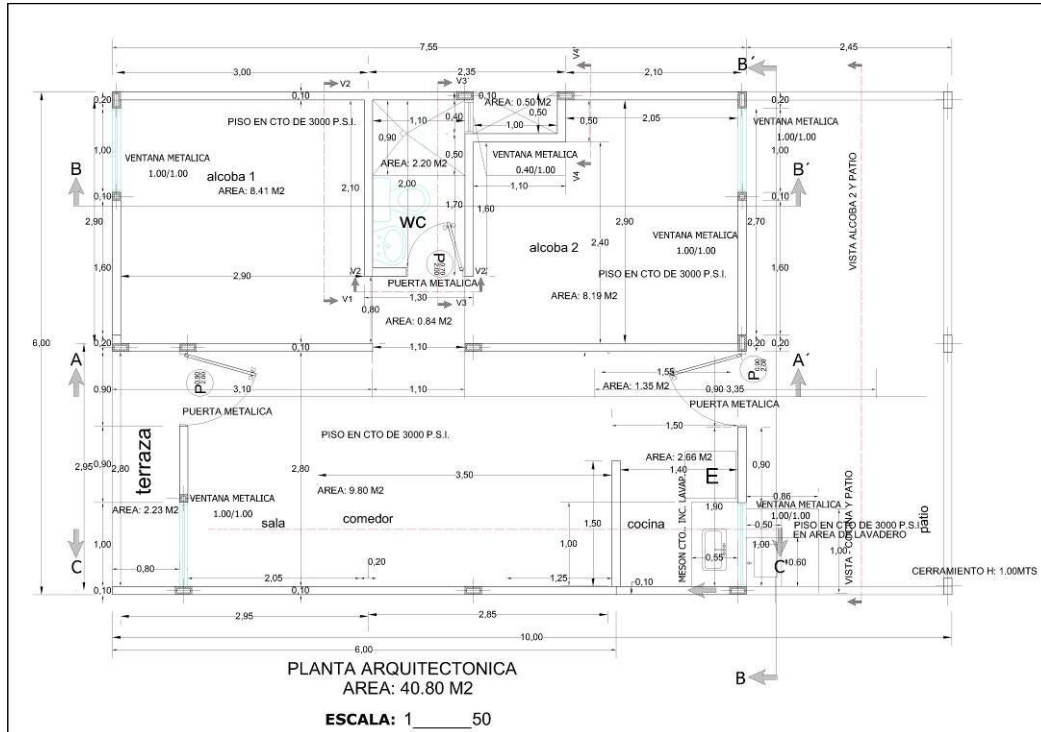 7,55
2,45
3,00
V2
2,35
V3´
V4´
2,10
B´
0,20
0,10
0,10
AREA: 0.50 M2
0,20
PISO EN CTO DE 3000 P.S.I.
1,10
0,40
0,50
1,00
0,50
2,05
VENTANA METALICA
1.00/1.00
1,00
0,90
0,50
VENTANA METALICA
1.00/1.00
1,00
VENTANA METALICA
0.40/1.00
AREA: 2.20 M2
V4
B
alcoba 1
AREA: 8.41 M2
2,10
2,00
1,10
B´
0,10
0,10
2,90
1,70
1,60
2,90
2,70
WC
VENTANA METALICA
1.00/1.00
alcoba 2
2,40
1,60
1,60
VISTA ALCOBA 2 Y PATIO
2,90
V2
P
0.70
2.00
V2´
PISO EN CTO DE 3000 P.S.I.
PUERTA METALICA
AREA: 8.19 M2
V1
1,30
V3
0,80
AREA: 0.84 M2
6,00
0,20
0,10
1,10
0,20
0,20
A
A´
P
0.90
2.00
1,55
P
0.90
2.00
0,90
3,10
1,10
AREA: 1.35 M2
0,90
3,35
PUERTA METALICA
PUERTA METALICA
PISO EN CTO DE 3000 P.S.I.
1,50
terraza
2,95
0,90
2,80
2,80
3,50
AREA: 2.66 M2
1,40
E
0,90
AREA: 9.80 M2
0,86
AREA: 2.23 M2
VENTANA METALICA
1.00/1.00
1,90
VENTANA METALICA
1.00/1.00
sala
comedor
1,50
cocina
0,50
PISO EN CTO DE 3000 P.S.I.
EN AREA DE LAVADERO
patio
1,00
1,00
MESON CTO.. INC. LAVAP..
0,55
1,00
1,00
VISTA - COCINA Y PATIO
C
0,20
0.60
C´
CERRAMIENTO H: 1.00MTS
0,80
2,05
1,25
0,10
0,10
2,95
2,85
10,00
6,00
PLANTA ARQUITECTONICA
AREA: 40.80 M2
B
ESCALA: 1______50